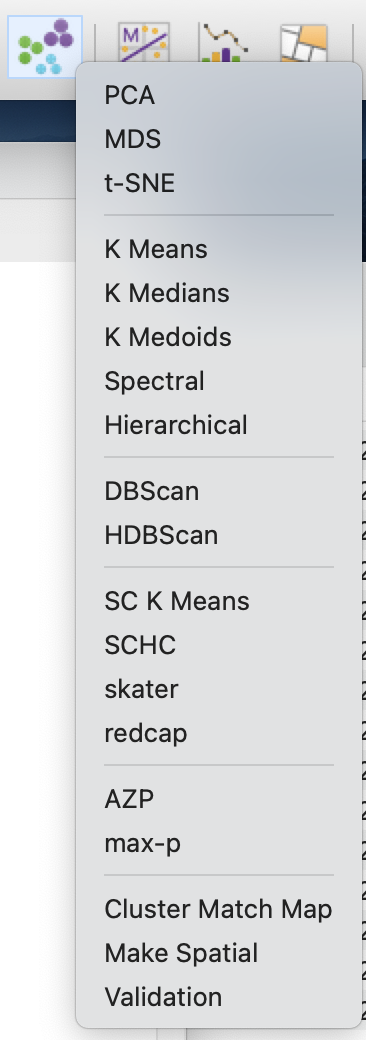 M
PCA
MDS
t-SNE
K Means
K Medians
K Medoids
Spectral
Hierarchical
DBScan
HDBScan
SC K Means
SCHC
skater
redcap
AZP
max-p
Cluster Match Map
Make Spatial
Validation